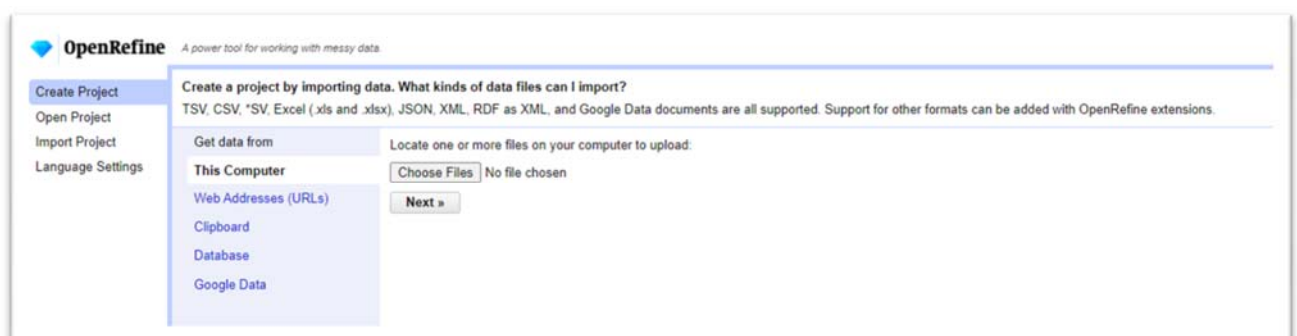 OpenRefine A power tool for working with messy data.
Create Project
Open Project
Import Project
Language Settings
Create a project by importing data. What kinds of data files can I import?
TSV, CSV, *SV, Excel (.xls and .xlsx), JSON, XML, RDF as XML, and Google Data documents are all supported. Support for other formats can be added with OpenRefine extensions.
Get data from
This Computer
Web Addresses (URLs)
Clipboard
Database
Google Data
Locate one or more files on your computer to upload:
Choose Files No file chosen
Next »